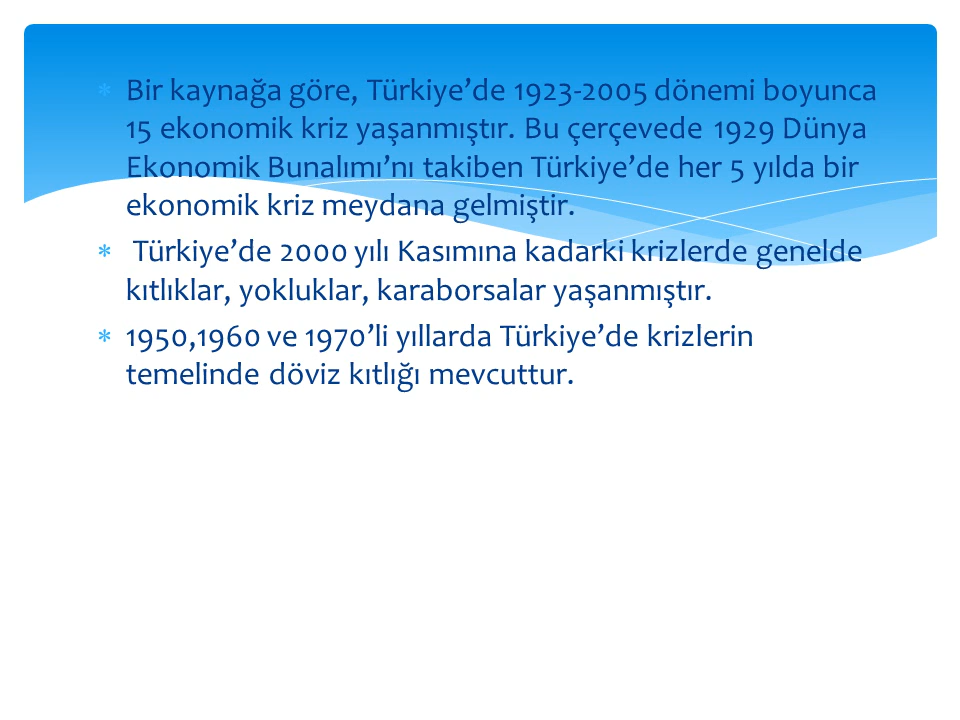 * Bir kaynağa göre, Türkiye’de 1923-2005 dönemi boyunca
15 ekonomik kriz yaşanmıştır. Bu çerçevede 1929 Dünya
Ekonomik Bunalımı’nı takiben Türkiye’de her 5 yılda bir
ekonomik kriz meydana gelmiştir.
* Türkiye’de 2000 yılı Kasımına kadarki krizlerde genelde
kıtlıklar, yokluklar, karaborsalar yaşanmıştır.
* 1950,1960 ve 1970’li yıllarda Türkiye’de krizlerin
temelinde döviz kıtlığı mevcuttur.